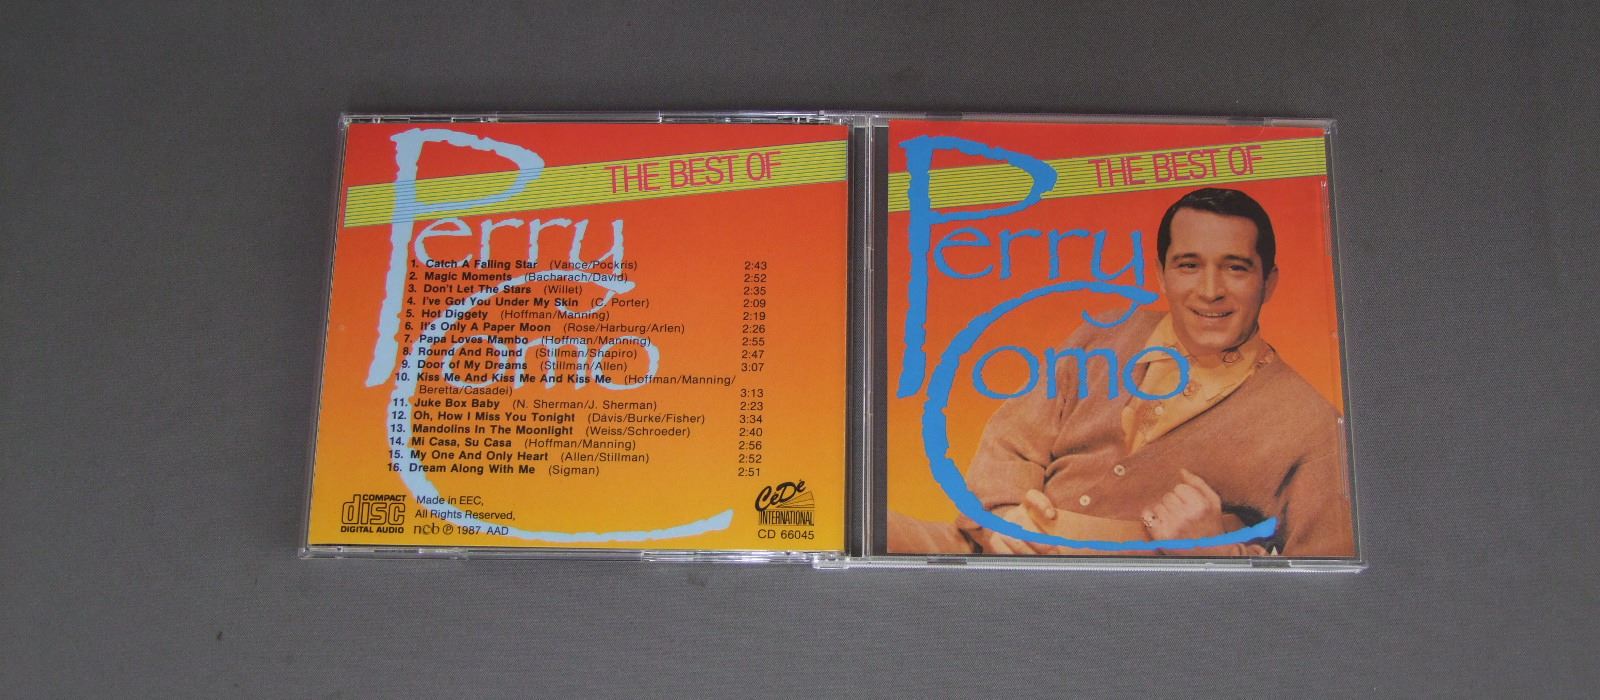 THE BEST OF
Perry
Como
1. Catch A Falling Star (Vance/Pockris) 2:43
2. Magic Moments (Bacharach/David) 2:52
3. Don't Let The Stars (Willet) 2:35
4. I've Got You Under My Skin (C. Porter) 2:09
5. Hot Diggety (Hoffman/Manning) 2:19
6. It's Only A Paper Moon (Rose/Harburg/Arlen) 2:26
7. Papa Loves Mambo (Hoffman/Manning) 2:55
8. Round And Round (Stillman/Shapiro) 2:47
9. Door of My Dreams (Stillman/Allen) 3:07
10. Kiss Me And Kiss Me And Kiss Me (Hoffman/Manning/
Beretta/Casadei) 3:13
11. Juke Box Baby (N. Sherman/J. Sherman) 2:23
12. Oh, How I Miss You Tonight (Davis/Burke/Fisher) 3:34
13. Mandolins In The Moonlight (Weiss/Schroeder) 2:40
14. Mi Casa, Su Casa (Hoffman/Manning) 2:56
15. My One And Only Heart (Allen/Stillman) 2:52
16. Dream Along With Me (Sigman) 2:51
COMPACT
disc
DIGITAL AUDIO
Made in EEC,
All Rights Reserved,
ncb ℗ 1987 AAD
CeDe
INTERNATIONAL
CD 66045
THE BEST OF
Perry
Como